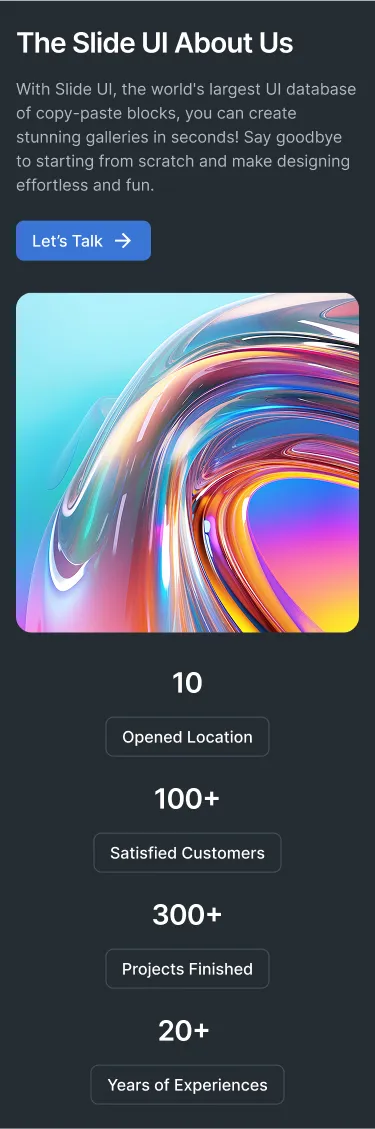 The Slide UI About Us
With Slide UI, the world's largest UI database
of copy-paste blocks, you can create
stunning galleries in seconds! Say goodbye
to starting from scratch and make designing
effortless and fun.
Let's Talk
10
Opened Location
100+
Satisfied Customers
300+
Projects Finished
20+
Years of Experiences